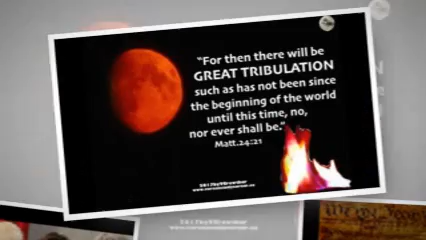 "For then there will be
GREAT TRIBULATION
such as has not been since
the beginning of the world
until this time, no,
nor ever shall be."
Matt.24:21